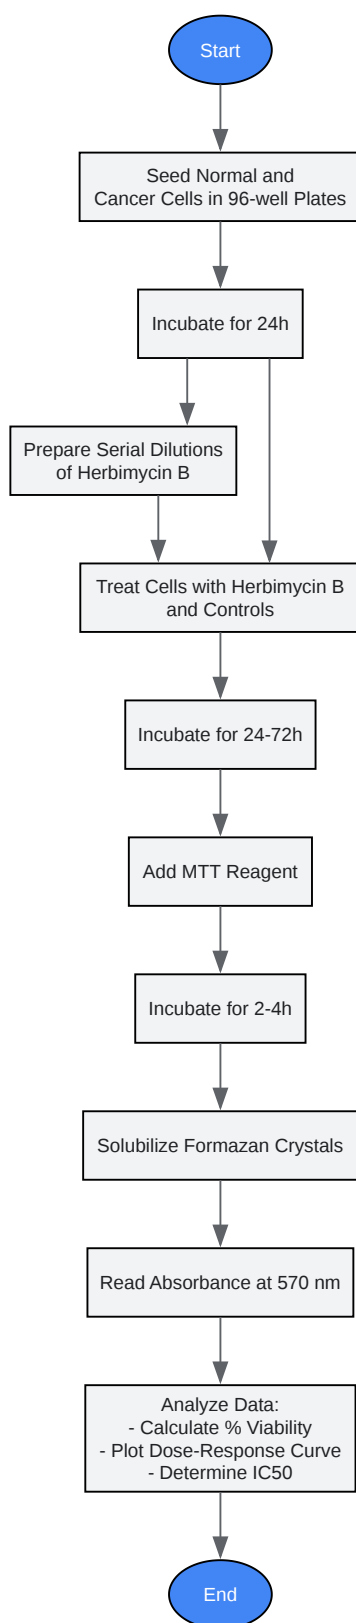 Start
Seed Normal and
Cancer Cells in 96-well Plates
Incubate for 24h
Prepare Serial Dilutions
of Herbimycin B
Treat Cells with Herbimycin B
and Controls
Incubate for 24-72h
Add MTT Reagent
Incubate for 2-4h
Solubilize Formazan Crystals
Read Absorbance at 570 nm
Analyze Data:
- Calculate % Viability
- Plot Dose-Response Curve
- Determine IC50
End